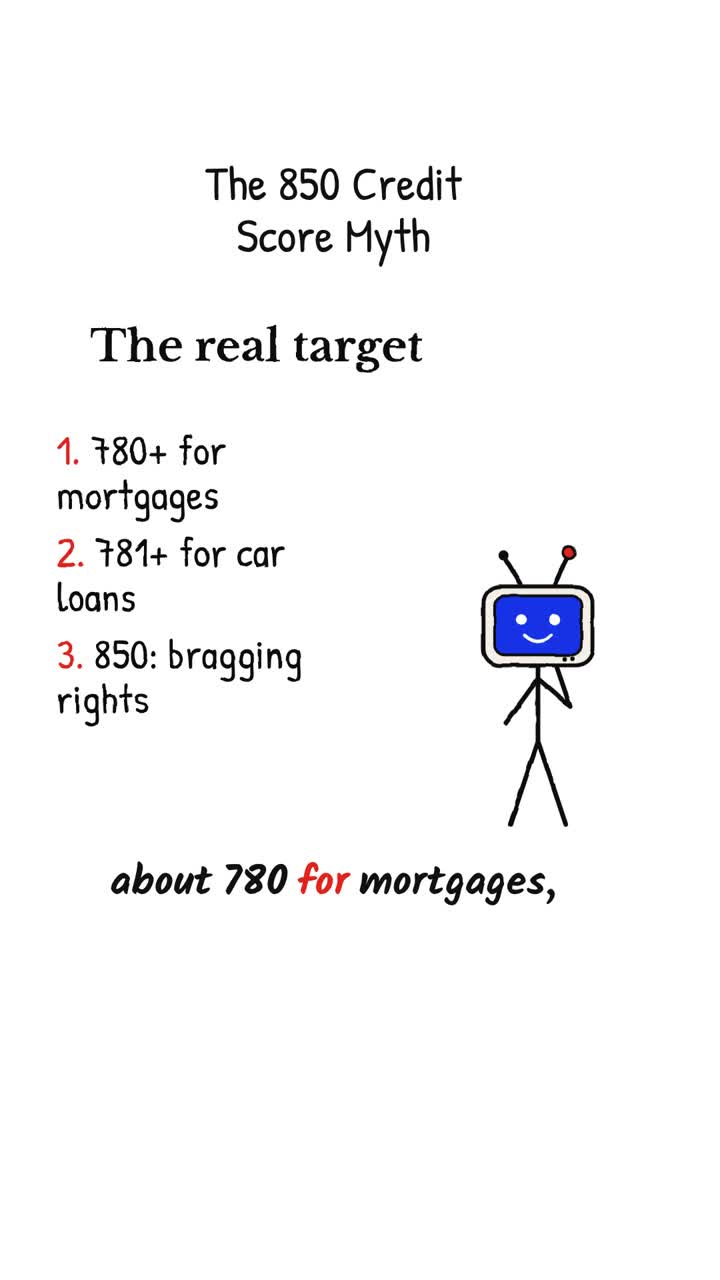 The 850 Credit
Score Myth
The real target
1. 780+ for
mortgages
2. 781+ for car
loans
3. 850: bragging
rights
about 780 for mortgages,